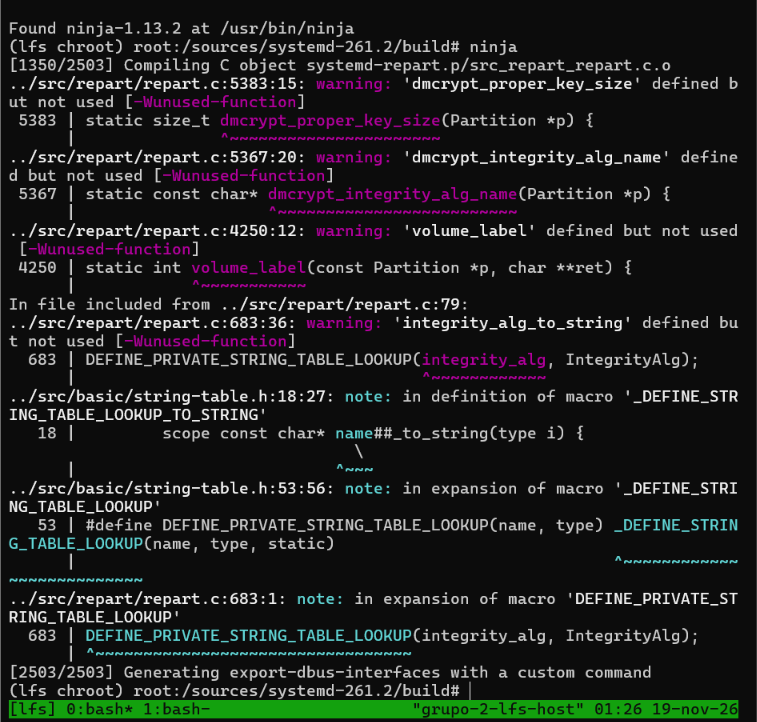 Found ninja-1.13.2 at /usr/bin/ninja
(lfs chroot) root:/sources/systemd-261.2/build# ninja
[1350/2503] Compiling C object systemd-repart.p/src_repart_repart.c.o
../src/repart/repart.c:5383:15: warning: 'dmcrypt_proper_key_size' defined b
ut not used [-Wunused-function]
 5383 | static size_t dmcrypt_proper_key_size(Partition *p) {
      |               ^~~~~~~~~~~~~~~~~~~~~~~
../src/repart/repart.c:5367:20: warning: 'dmcrypt_integrity_alg_name' define
d but not used [-Wunused-function]
 5367 | static const char* dmcrypt_integrity_alg_name(Partition *p) {
      |                    ^~~~~~~~~~~~~~~~~~~~~~~~~~
../src/repart/repart.c:4250:12: warning: 'volume_label' defined but not used
 [-Wunused-function]
 4250 | static int volume_label(const Partition *p, char **ret) {
      |            ^~~~~~~~~~~~
In file included from ../src/repart/repart.c:79:
../src/repart/repart.c:683:36: warning: 'integrity_alg_to_string' defined bu
t not used [-Wunused-function]
  683 | DEFINE_PRIVATE_STRING_TABLE_LOOKUP(integrity_alg, IntegrityAlg);
      |                                    ^~~~~~~~~~~~~
../src/basic/string-table.h:18:27: note: in definition of macro '_DEFINE_STR
ING_TABLE_LOOKUP_TO_STRING'
   18 |         scope const char* name##_to_string(type i) {
                                    \
      |                           ^~~~
../src/basic/string-table.h:53:56: note: in expansion of macro '_DEFINE_STRI
NG_TABLE_LOOKUP'
   53 | #define DEFINE_PRIVATE_STRING_TABLE_LOOKUP(name, type) _DEFINE_STRIN
G_TABLE_LOOKUP(name, type, static)
      |                                                        ^~~~~~~~~~~~~
~~~~~~~~~~~~~~
../src/repart/repart.c:683:1: note: in expansion of macro 'DEFINE_PRIVATE_ST
RING_TABLE_LOOKUP'
  683 | DEFINE_PRIVATE_STRING_TABLE_LOOKUP(integrity_alg, IntegrityAlg);
      | ^~~~~~~~~~~~~~~~~~~~~~~~~~~~~~~~~~
[2503/2503] Generating export-dbus-interfaces with a custom command
(lfs chroot) root:/sources/systemd-261.2/build#
[lfs] 0:bash* 1:bash- "grupo-2-lfs-host" 01:26 19-nov-26